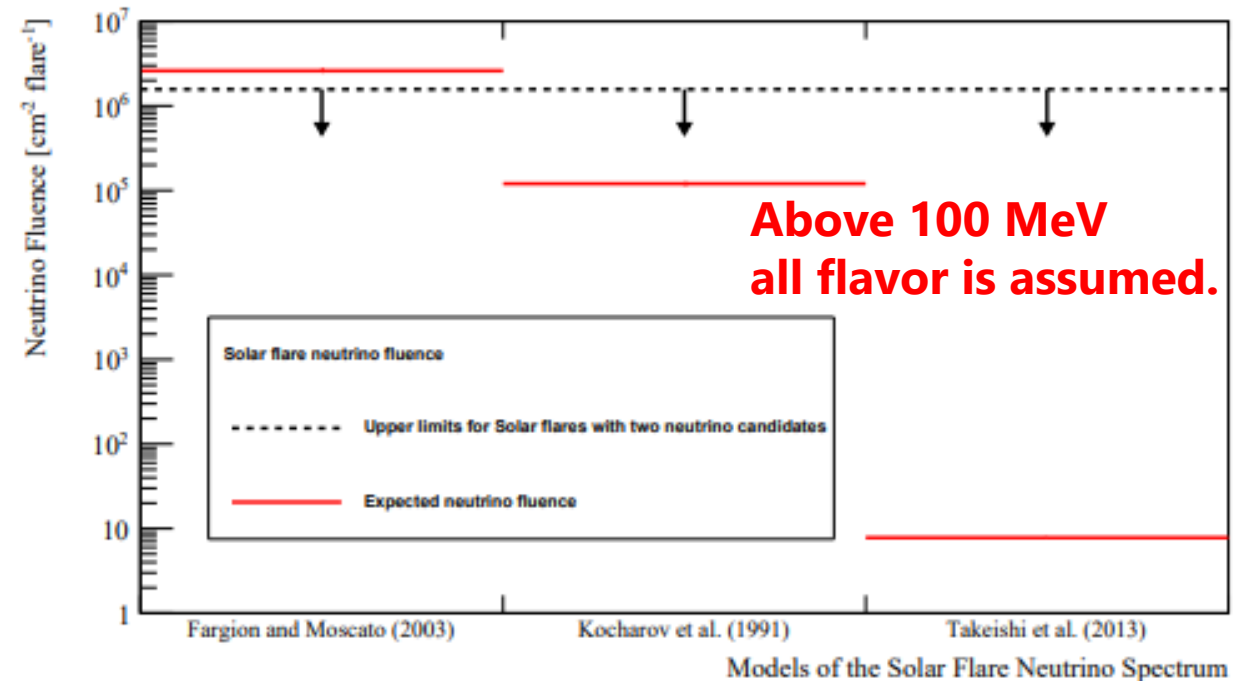 Neutrino Fluence [cm⁻² flare⁻¹]
10⁷
10⁶
10⁵
10⁴
10³
10²
10
1
Above 100 MeV
all flavor is assumed.
Solar flare neutrino fluence
Upper limits for Solar flares with two neutrino candidates
Expected neutrino fluence
Fargion and Moscato (2003) Kocharov et al. (1991) Takeishi et al. (2013)
Models of the Solar Flare Neutrino Spectrum